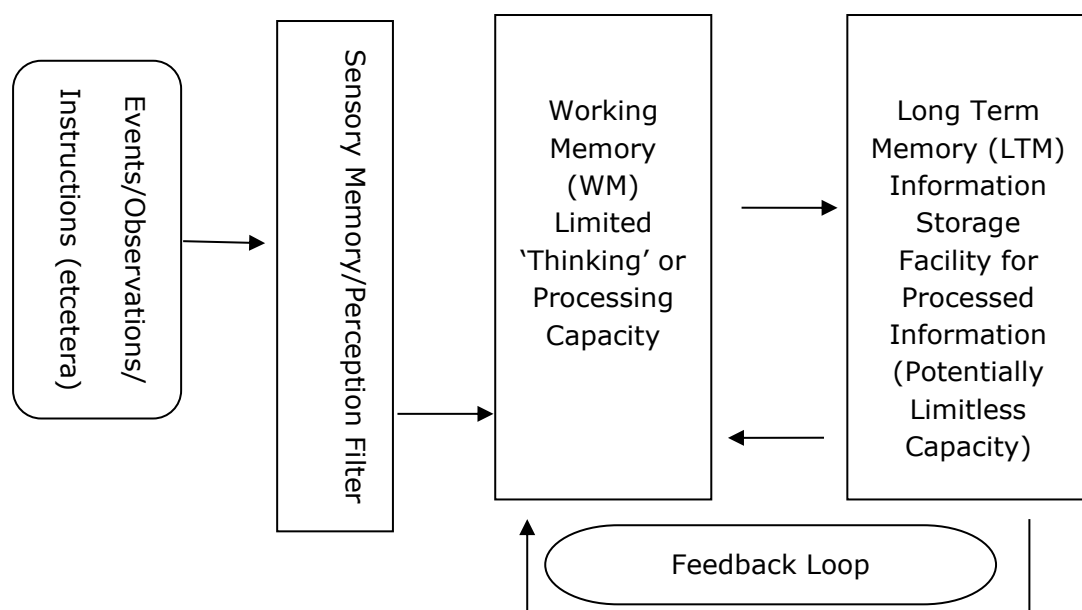 Events/Observations/
Instructions (etcetera)
Sensory Memory/Perception Filter
Working
Memory
(WM)
Limited
‘Thinking’ or
Processing
Capacity
Long Term
Memory (LTM)
Information
Storage
Facility for
Processed
Information
(Potentially
Limitless
Capacity)
Feedback Loop